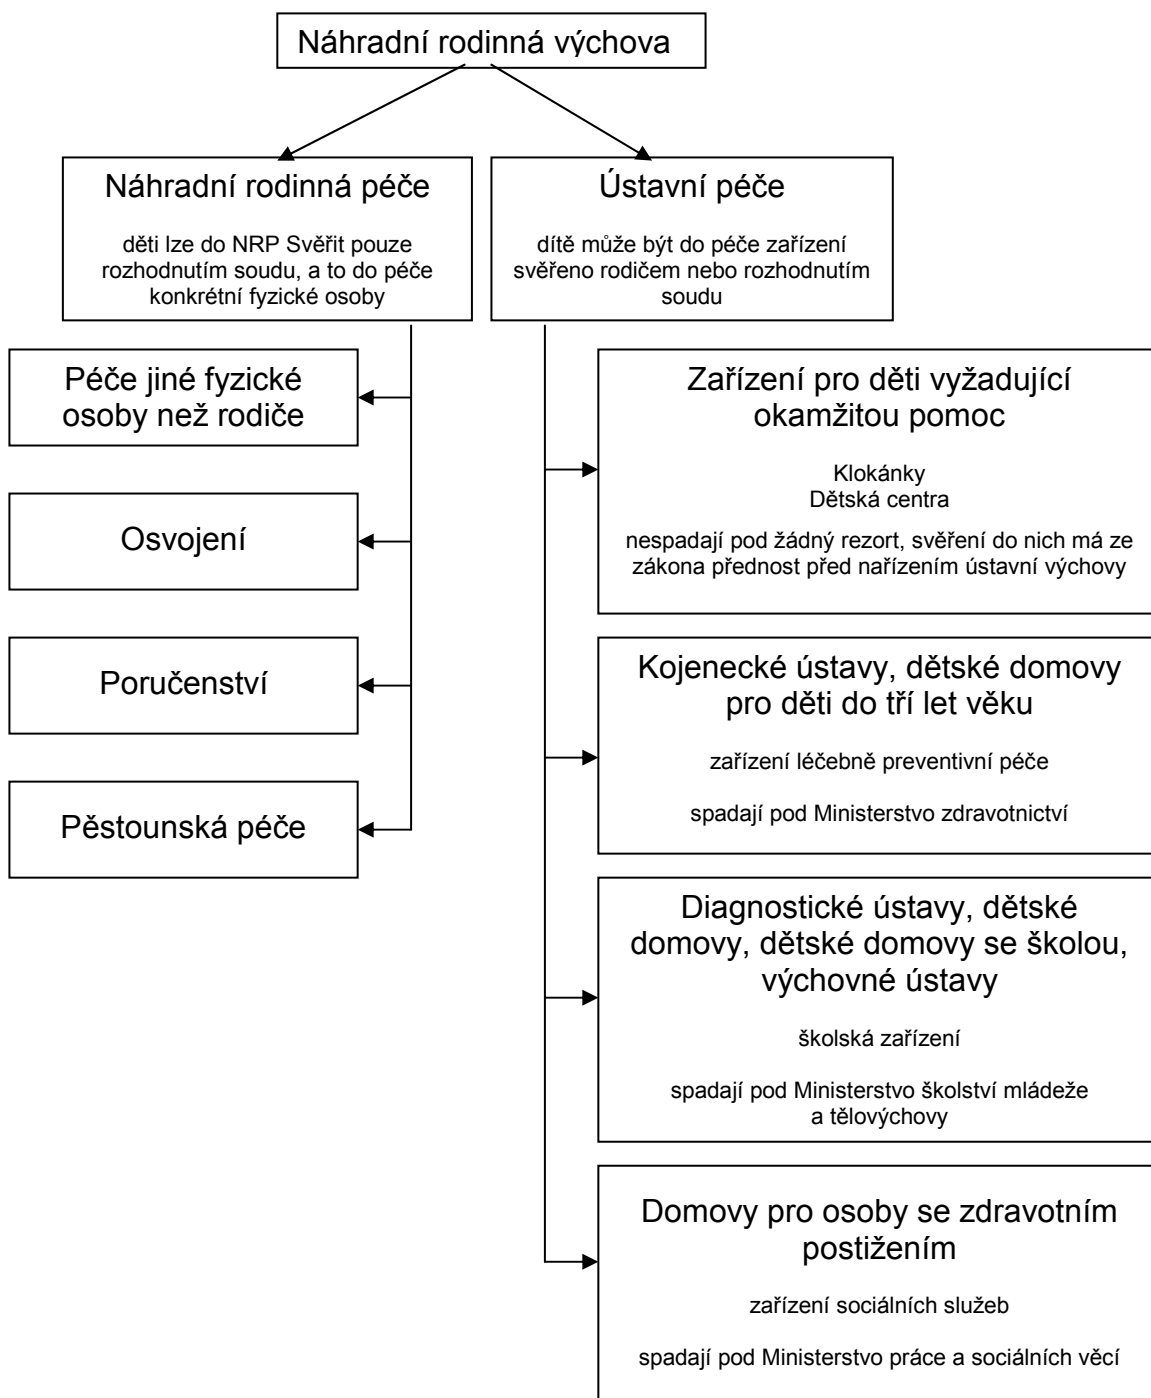 Náhradní rodinná výchova
Náhradní rodinná péče
děti lze do NRP Svěřit pouze
rozhodnutím soudu, a to do péče
konkrétní fyzické osoby
Ústavní péče
dítě může být do péče zařízení
svěřeno rodičem nebo rozhodnutím
soudu
Péče jiné fyzické
osoby než rodiče
Osvojení
Poručenství
Pěstounská péče
Zařízení pro děti vyžadující
okamžitou pomoc
Klokánky
Dětská centra
nespadají pod žádný rezort, svěření do nich má ze
zákona přednost před nařízením ústavní výchovy
Kojenecké ústavy, dětské domovy
pro děti do tří let věku
zařízení léčebně preventivní péče
spadají pod Ministerstvo zdravotnictví
Diagnostické ústavy, dětské
domovy, dětské domovy se školou,
výchovné ústavy
školská zařízení
spadají pod Ministerstvo školství mládeže
a tělovýchovy
Domovy pro osoby se zdravotním
postižením
zařízení sociálních služeb
spadají pod Ministerstvo práce a sociálních věcí